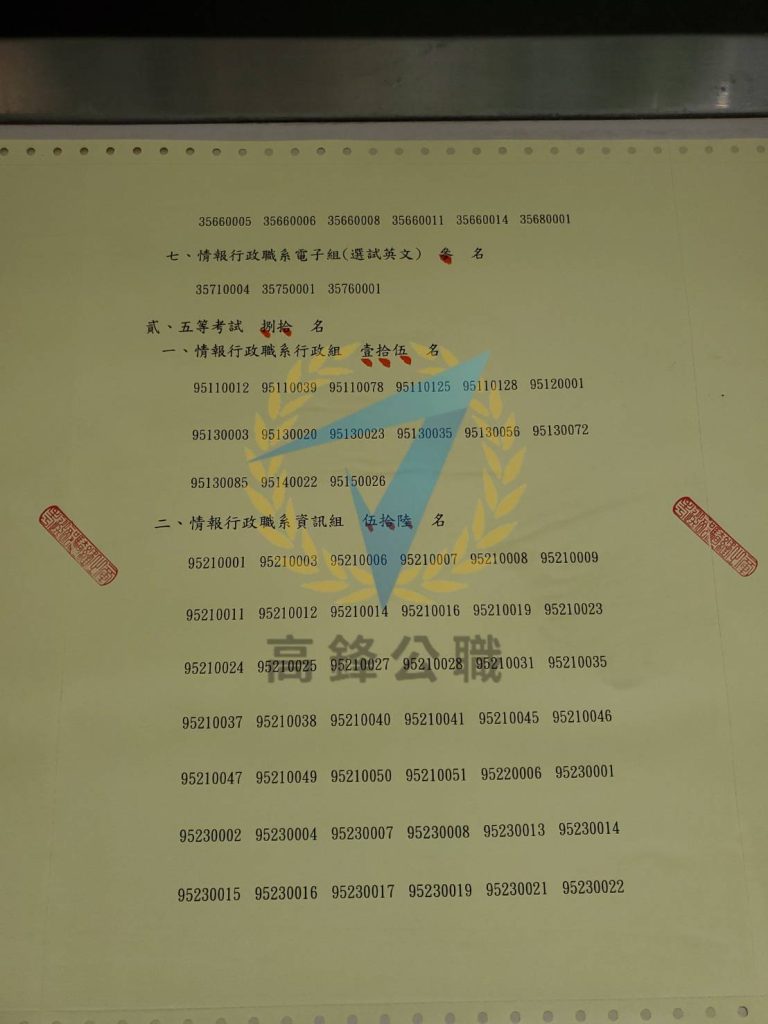 35660005 35660006 35660008 35660011 35660014 35680001
七、情報行政職系電子組(選試英文) 參 名
35710004 35750001 35760001
貳、五等考試 捌拾 名
一、情報行政職系行政組 壹拾伍 名
95110012 95110039 95110078 95110125 95110128 95120001
95130003 95130020 95130023 95130035 95130056 95130072
95130085 95140022 95150026
二、情報行政職系資訊組 伍拾陸 名
95210001 95210003 95210006 95210007 95210008 95210009
95210011 95210012 95210014 95210016 95210019 95210023
高鋒公職
95210024 95210025 95210027 95210028 95210031 95210035
95210037 95210038 95210040 95210041 95210045 95210046
95210047 95210049 95210050 95210051 95220006 95230001
95230002 95230004 95230007 95230008 95230013 95230014
95230015 95230016 95230017 95230019 95230021 95230022